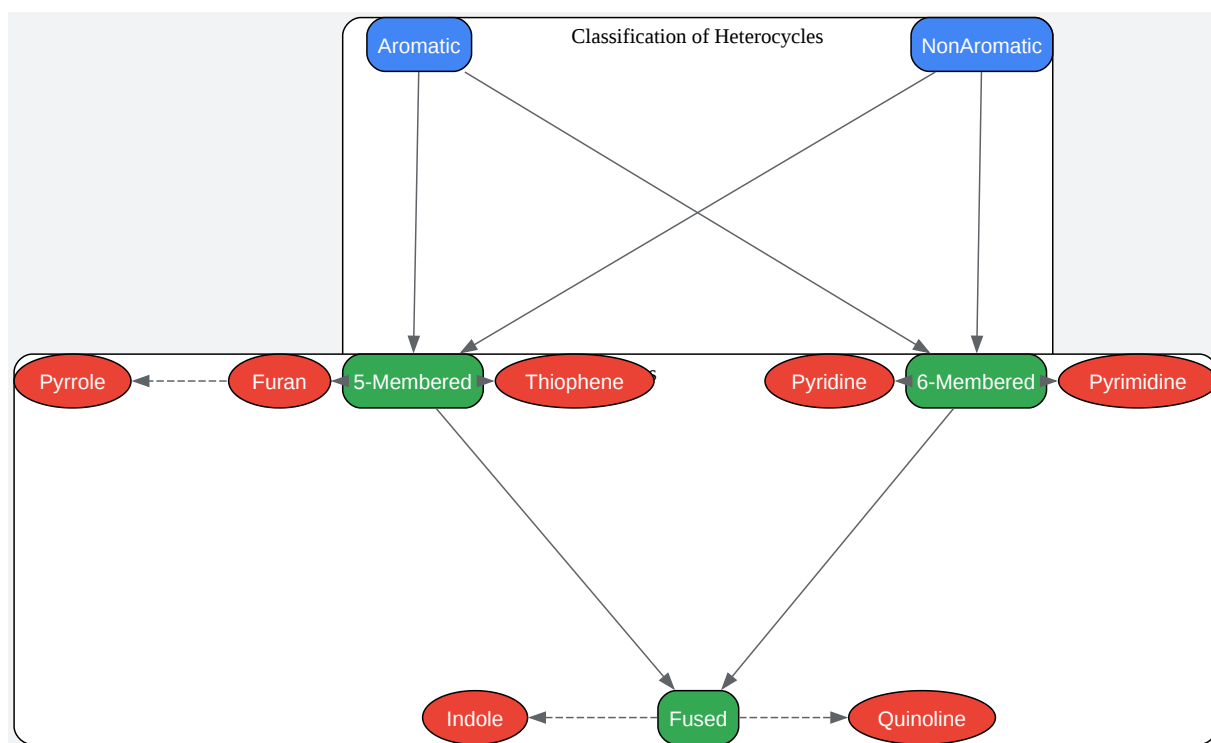 Aromatic
Classification of Heterocycles
NonAromatic
Pyrrole
Furan
5-Membered
Thiophene
Pyridine
6-Membered
Pyrimidine
Indole
Fused
Quinoline